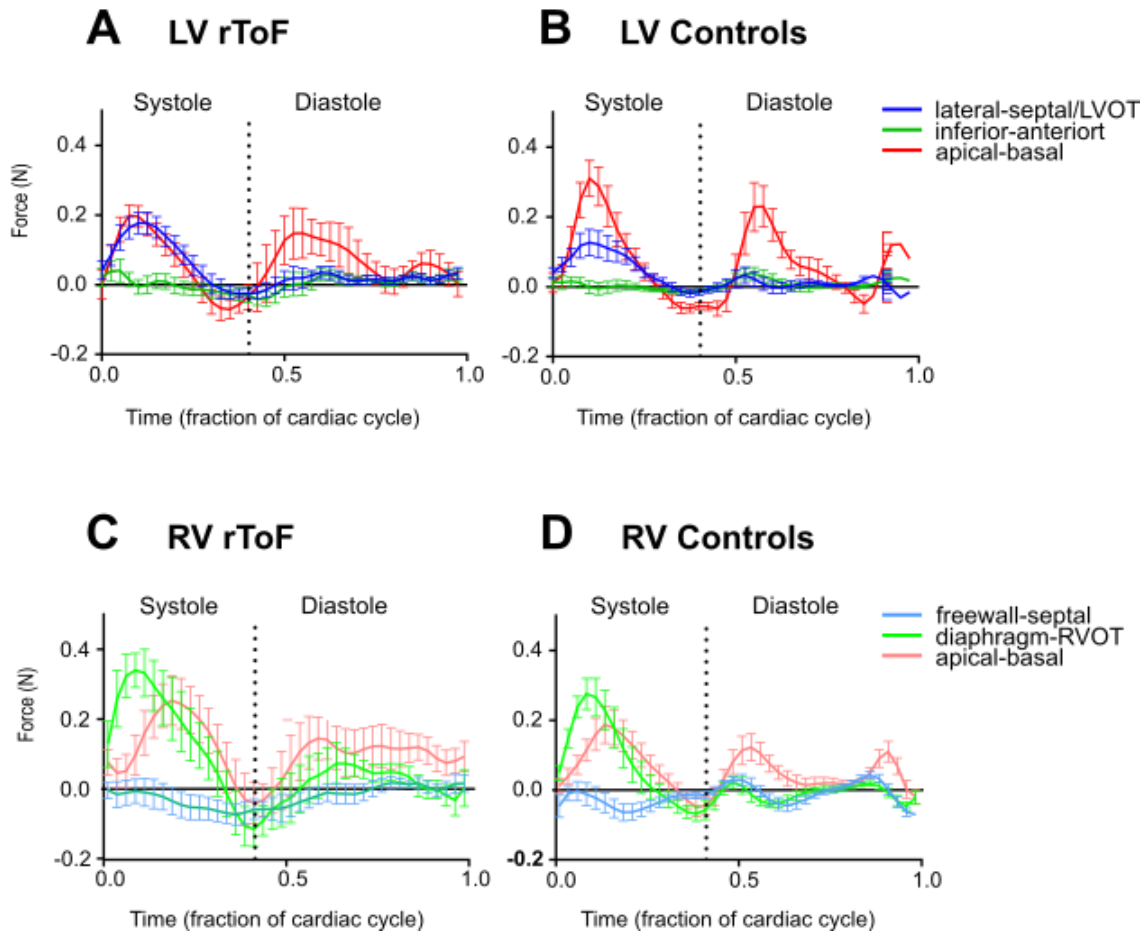 A LV rToF
B LV Controls
Systole Diastole
Systole Diastole
lateral-septal/LVOT
inferior-anteriort
apical-basal
Force (N)
0.4
0.2
0.0
-0.2
0.0 0.5 1.0
Time (fraction of cardiac cycle)
0.4
0.2
0.0
-0.2
0.0 0.5 1.0
Time (fraction of cardiac cycle)
C RV rToF
D RV Controls
Systole Diastole
Systole Diastole
freewall-septal
diaphragm-RVOT
apical-basal
Force (N)
0.4
0.2
0.0
-0.2
0.0 0.5 1.0
Time (fraction of cardiac cycle)
0.4
0.2
0.0
-0.2
0.0 0.5 1.0
Time (fraction of cardiac cycle)